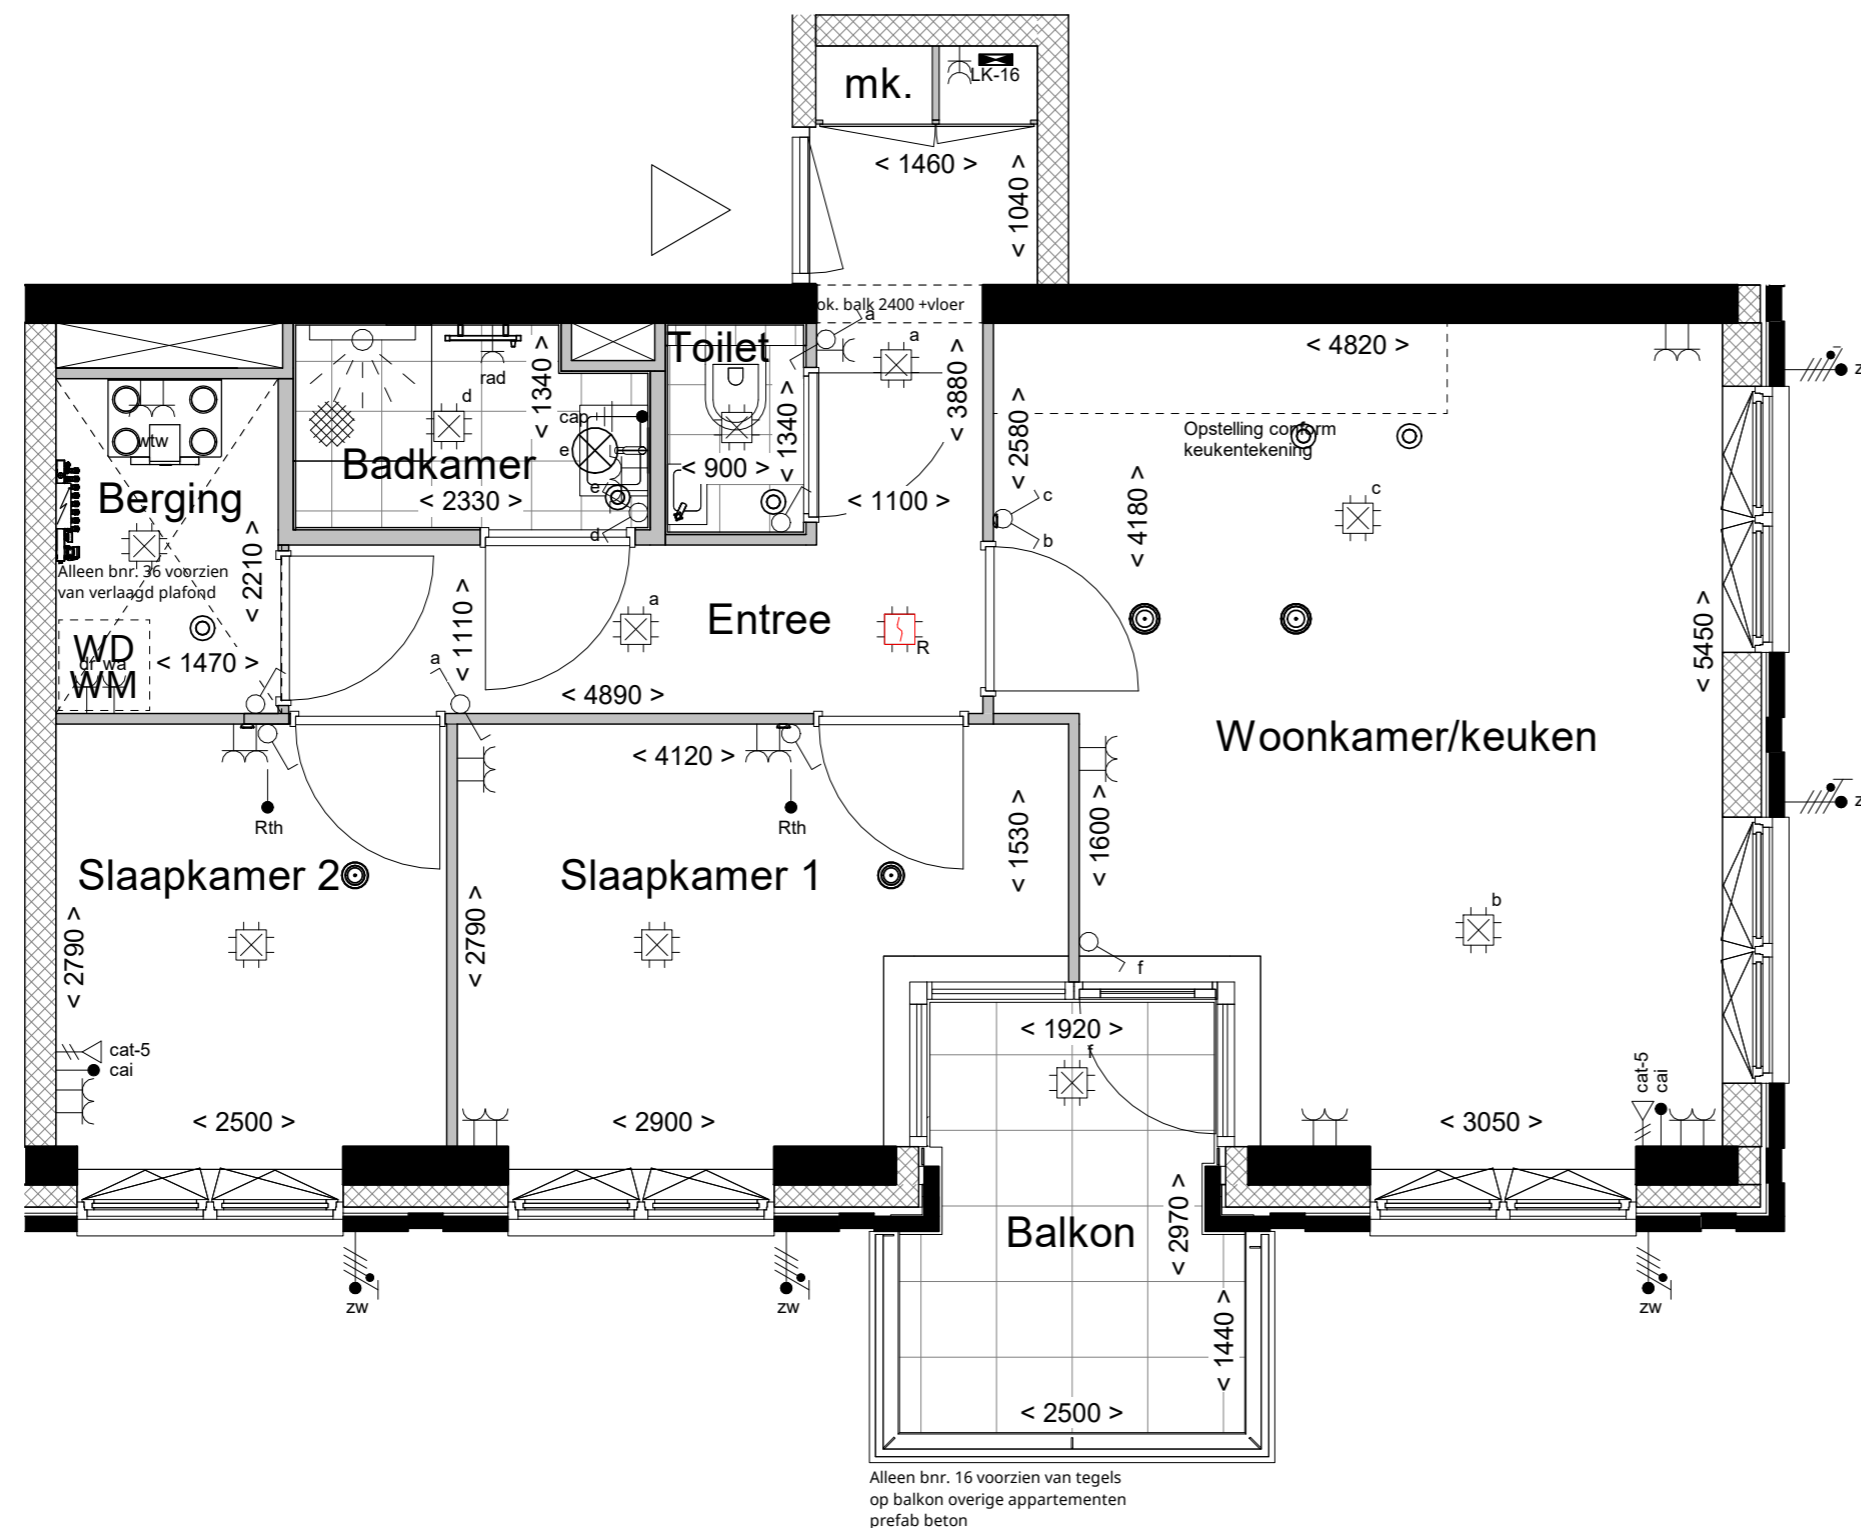 mk.
LK-16
< 1460 >
< 1040 >
ok. balk 2400 +vloer
a
a
Toilet
< 4820 >
z
rad
< 1340 >
d
cap
e
Badkamer
< 2330 >
e
d
< 1340 >
< 900 >
< 3880 >
< 1100 >
< 2580 >
Opstelling conform
keukentekening
c
c
b
< 4180 >
wtw
Berging
< 2210 >
Alleen bnr. 36 voorzien
van verlaagd plafond
WD
df wa
WM
< 1470 >
a
< 1110 >
a
Entree
R
< 4890 >
< 5450 >
Woonkamer/keuken
z
< 4120 >
Rth
Rth
< 1530 >
< 1600 >
Slaapkamer 2
Slaapkamer 1
< 2790 >
< 2790 >
b
f
< 1920 >
f
cat-5
cai
cat-5
cai
< 2500 >
< 2900 >
< 3050 >
Balkon
< 2970 >
zw
zw
zw
< 1440 >
< 2500 >
Alleen bnr. 16 voorzien van tegels
op balkon overige appartementen
prefab beton